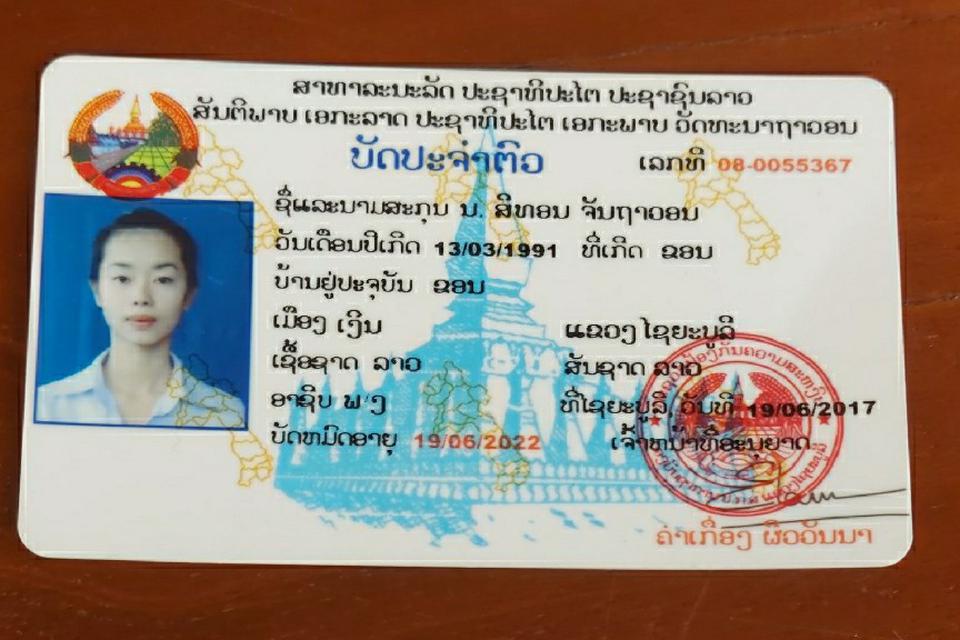 ສາທາລະນະລັດ ປະຊາທິປະໄຕ ປະຊາຊົນລາວ
ສັນຕິພາບ ເອກະລາດ ປະຊາທິປະໄຕ ເອກະພາບ ວັດທະນາຖາວອນ
ບັດປະຈຳຕົວ
ເລກທີ 08-0055367
ຊື່ແລະນາມສະກຸນ ນ. ສີທອນ ຈັນຖາວອນ
ວັນເດືອນປີເກີດ 13/03/1991 ທີ່ເກີດ ຂອນ
ບ້ານຢູ່ປະຈຸບັນ ຂອນ
ເມືອງ ເງິນ ແຂວງ ໄຊຍະບູລີ
ເຊື້ອຊາດ ລາວ ສັນຊາດ ລາວ
ອາຊີບ ພ/ງ ທີ່ໄຊຍະບູລີ ວັນທີ 19/06/2017
ບັດຫມົດອາຍຸ 19/06/2022 ເຈົ້າຫນ້າທີ່ອະນຸຍາດ
ຄຳເກື່ອງ ຜິວວັນນາ